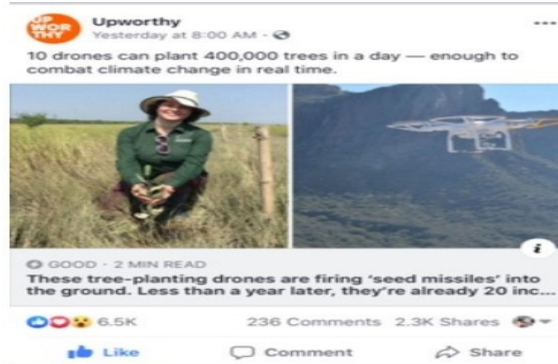 UP
WOR
THY
Upworthy
Yesterday at 8:00 AM ·
10 drones can plant 400,000 trees in a day — enough to
combat climate change in real time.
i
GOOD · 2 MIN READ
These tree-planting drones are firing 'seed missiles' into
the ground. Less than a year later, they're already 20 inc...
6.5K 236 Comments 2.3K Shares
Like Comment Share